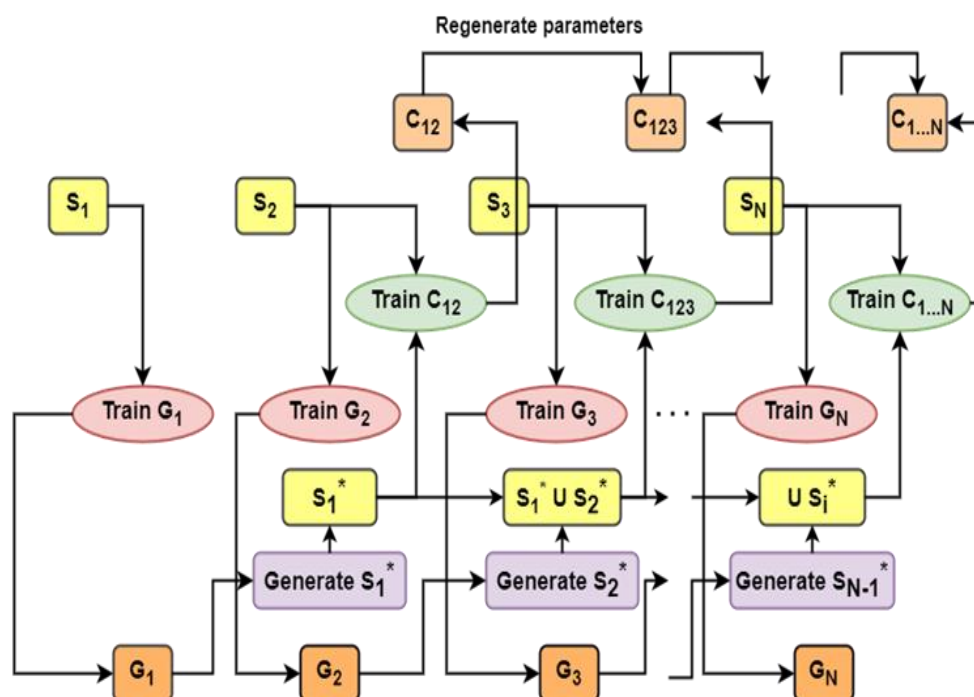 Regenerate parameters
C12 C123 C1...N
S1 S2 S3 SN
Train C12 Train C123 Train C1...N
Train G1 Train G2 Train G3 ... Train GN
S1* S1* U S2* U Si*
Generate S1* Generate S2* Generate SN-1*
G1 G2 G3 GN